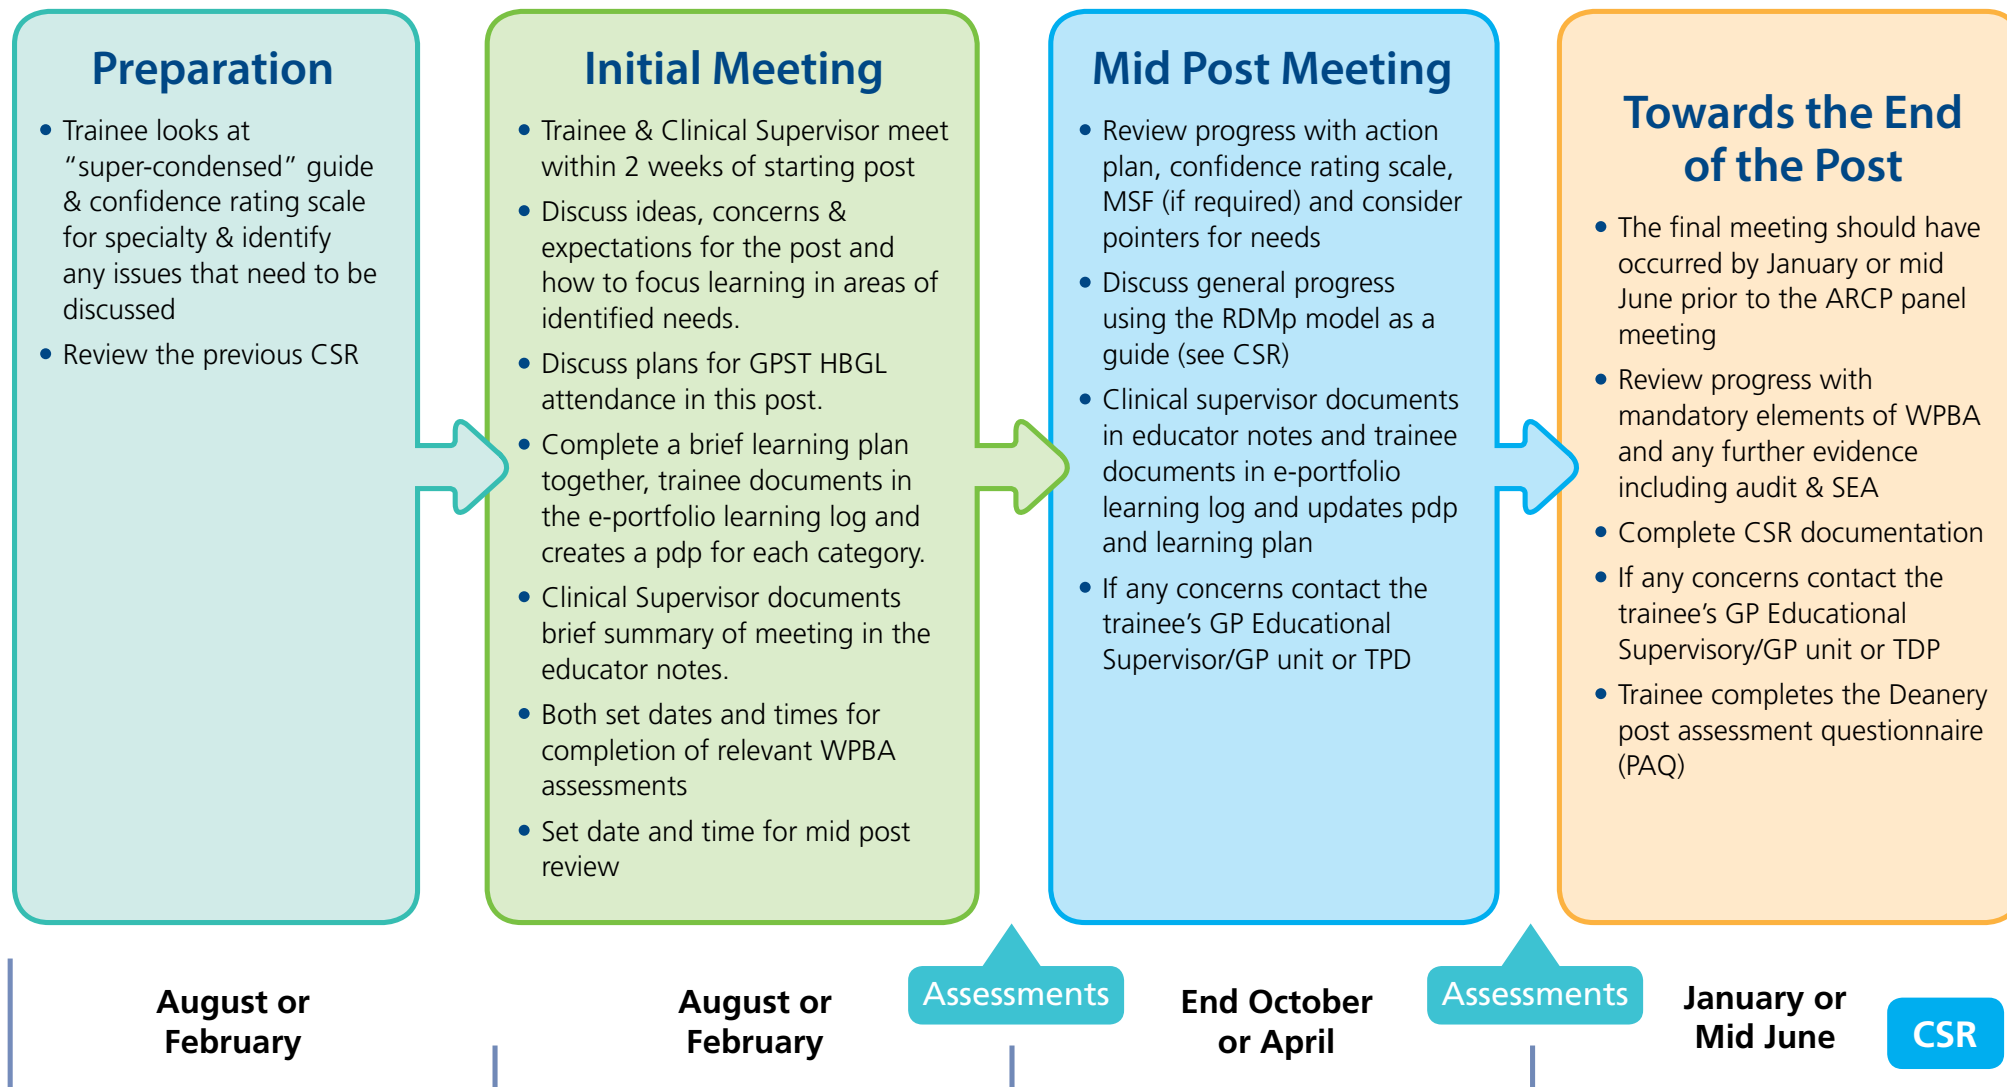 Preparation
• Trainee looks at
“super-condensed” guide
& confidence rating scale
for specialty & identify
any issues that need to be
discussed
• Review the previous CSR
Initial Meeting
• Trainee & Clinical Supervisor meet
within 2 weeks of starting post
• Discuss ideas, concerns &
expectations for the post and
how to focus learning in areas of
identified needs.
• Discuss plans for GPST HBGL
attendance in this post.
• Complete a brief learning plan
together, trainee documents in
the e-portfolio learning log and
creates a pdp for each category.
• Clinical Supervisor documents
brief summary of meeting in the
educator notes.
• Both set dates and times for
completion of relevant WPBA
assessments
• Set date and time for mid post
review
Mid Post Meeting
• Review progress with action
plan, confidence rating scale,
MSF (if required) and consider
pointers for needs
• Discuss general progress
using the RDMp model as a
guide (see CSR)
• Clinical supervisor documents
in educator notes and trainee
documents in e-portfolio
learning log and updates pdp
and learning plan
• If any concerns contact the
trainee’s GP Educational
Supervisor/GP unit or TPD
Towards the End
of the Post
• The final meeting should have
occurred by January or mid
June prior to the ARCP panel
meeting
• Review progress with
mandatory elements of WPBA
and any further evidence
including audit & SEA
• Complete CSR documentation
• If any concerns contact the
trainee’s GP Educational
Supervisory/GP unit or TDP
• Trainee completes the Deanery
post assessment questionnaire
(PAQ)
August or
February
August or
February
Assessments
End October
or April
Assessments
January or
Mid June
CSR